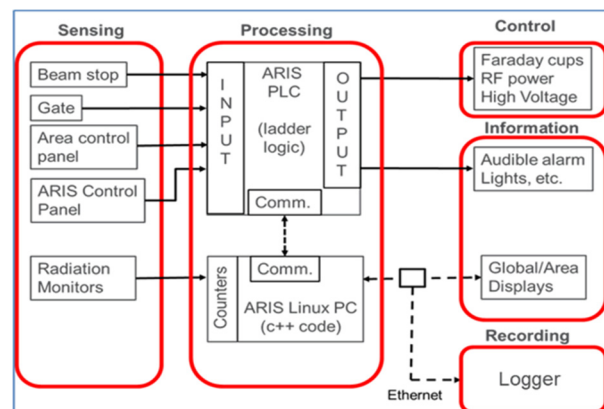 Sensing
Processing
Control
Beam stop
Gate
Area control
panel
ARIS Control
Panel
Radiation
Monitors
INPUT
ARIS
PLC
(ladder
logic)
OUTPUT
Comm.
Comm.
Counters
ARIS Linux PC
(c++ code)
Faraday cups
RF power
High Voltage
Information
Audible alarm
Lights, etc.
Global/Area
Displays
Recording
Logger
Ethernet